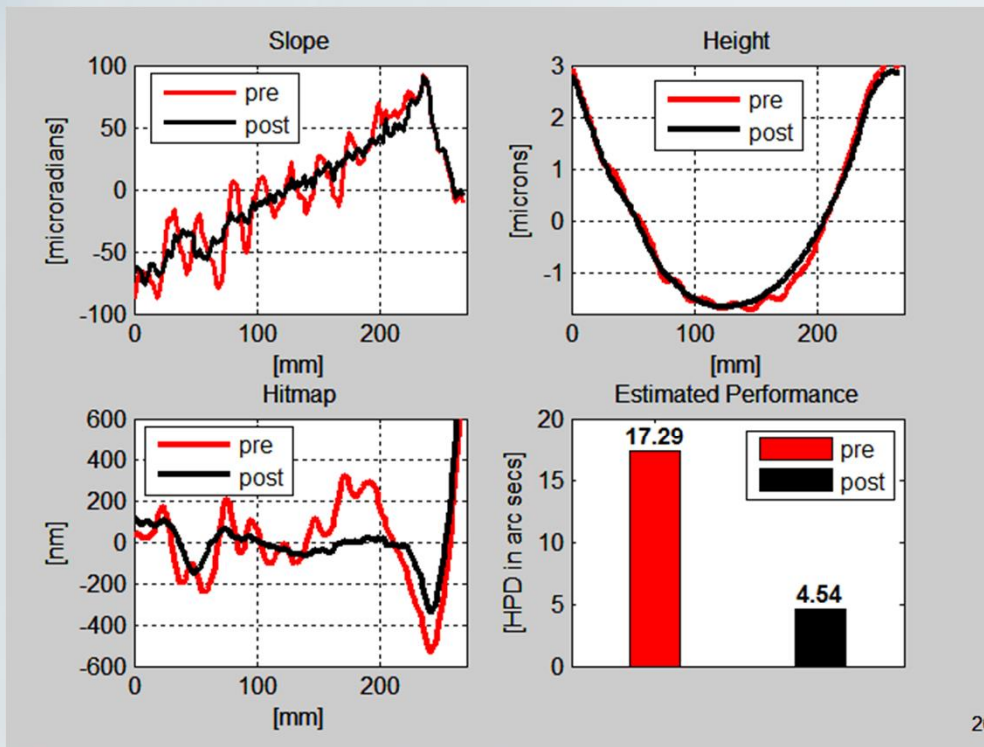 Slope
100
50
0
-50
-100
[microradians]
pre
post
0
100
200
[mm]
Height
3
2
1
0
-1
[microns]
pre
post
0
100
200
[mm]
Hitmap
600
400
200
0
-200
-400
-600
[nm]
pre
post
0
100
200
[mm]
Estimated Performance
20
15
10
5
0
[HPD in arc secs]
17.29
4.54
pre
post